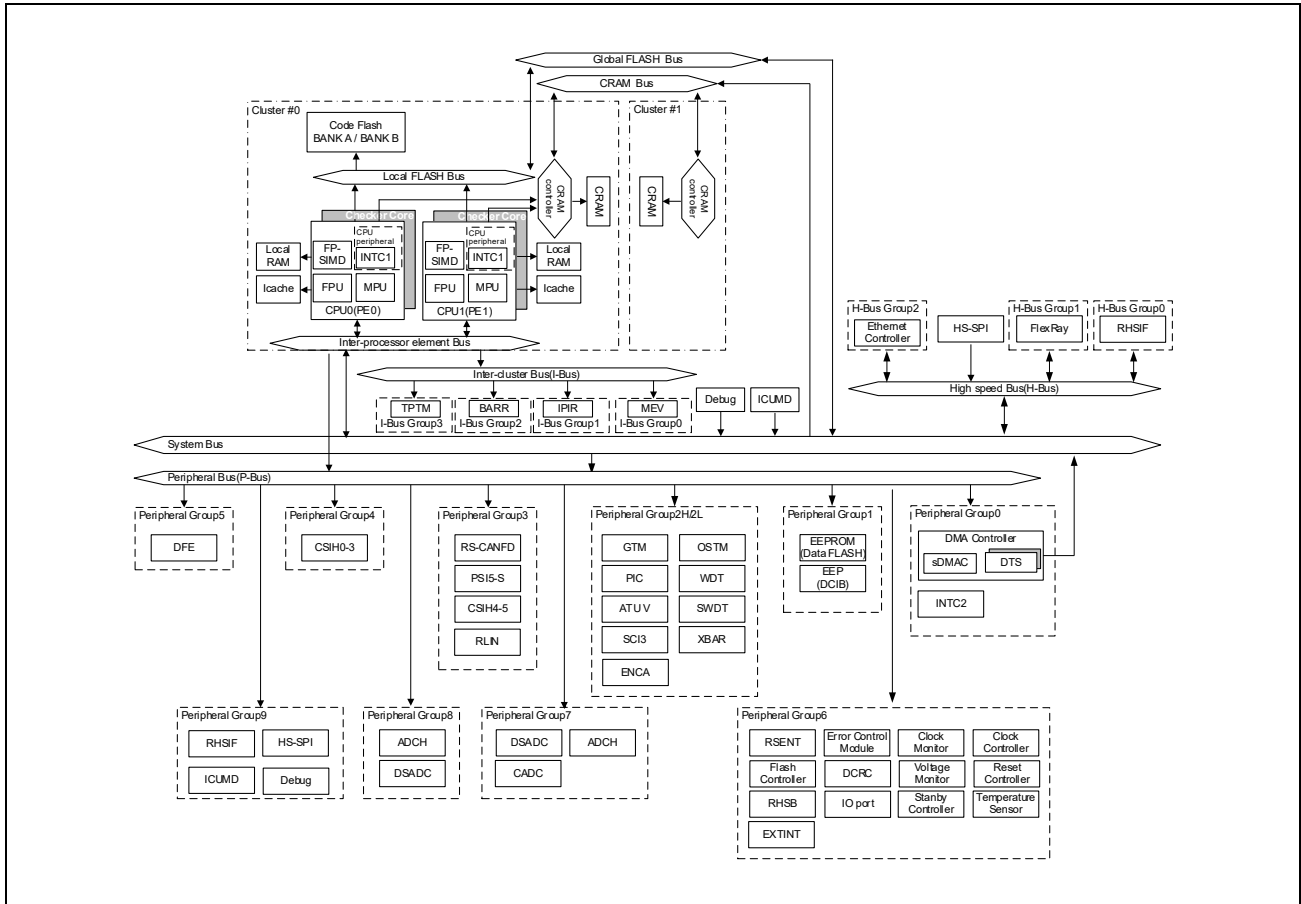 Global FLASH Bus
CRAM Bus
Cluster #0
Cluster #1
Code Flash
BANK A / BANK B
Local FLASH Bus
CRAM
controller
CRAM
CRAM
CRAM
controller
Checker Core
Checker Core
CPU
peripheral
CPU
peripheral
Local
RAM
FP-
SIMD
INTC1
FP-
SIMD
INTC1
Local
RAM
Icache
FPU
MPU
FPU
MPU
Icache
CPU0(PE0)
CPU1(PE1)
Inter-processor element Bus
H-Bus Group2
Ethernet
Controller
HS-SPI
H-Bus Group1
FlexRay
H-Bus Group0
RHSIF
High speed Bus(H-Bus)
Inter-cluster Bus(I-Bus)
TPTM
I-Bus Group3
BARR
I-Bus Group2
IPIR
I-Bus Group1
MEV
I-Bus Group0
Debug
ICUMD
System Bus
Peripheral Bus(P-Bus)
Peripheral Group5
DFE
Peripheral Group4
CSIH0-3
Peripheral Group3
RS-CANFD
PSI5-S
CSIH4-5
RLIN
Peripheral Group2H/2L
GTM
OSTM
PIC
WDT
ATU V
SWDT
SCI3
XBAR
ENCA
Peripheral Group1
EEPROM
(Data FLASH)
EEP
(DCIB)
Peripheral Group0
DMA Controller
sDMAC
DTS
INTC2
Peripheral Group9
RHSIF
HS-SPI
ICUMD
Debug
Peripheral Group8
ADCH
DSADC
Peripheral Group7
DSADC
ADCH
CADC
Peripheral Group6
RSENT
Error Control
Module
Clock
Monitor
Clock
Controller
Flash
Controller
DCRC
Voltage
Monitor
Reset
Controller
RHSB
IO port
Stanby
Controller
Temperature
Sensor
EXTINT